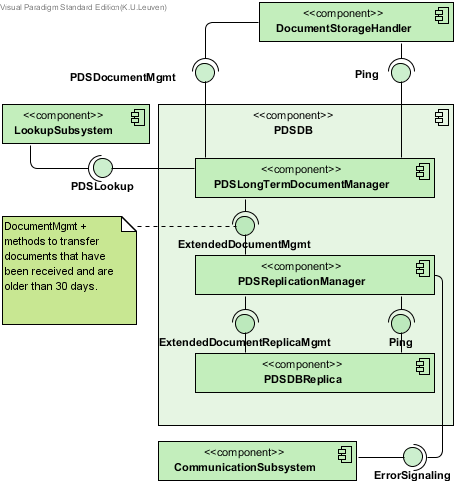 Visual Paradigm Standard Edition(K.U.Leuven)
<<component>>
DocumentStorageHandler
PDSDocumentMgmt
Ping
<<component>>
LookupSubsystem
<<component>>
PDSDB
PDSLookup
<<component>>
PDSLongTermDocumentManager
DocumentMgmt +
methods to transfer
documents that have
been received and are
older than 30 days.
ExtendedDocumentMgmt
<<component>>
PDSReplicationManager
ExtendedDocumentReplicaMgmt
Ping
<<component>>
PDSDBReplica
<<component>>
CommunicationSubsystem
ErrorSignaling